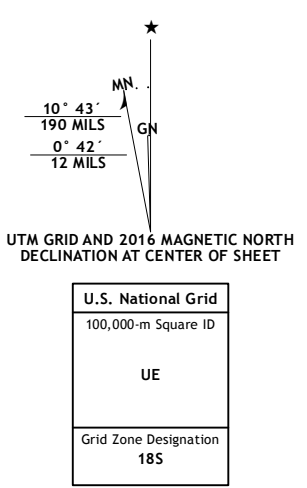 ★
MN
10° 43´
190 MILS
GN
0° 42´
12 MILS
UTM GRID AND 2016 MAGNETIC NORTH
DECLINATION AT CENTER OF SHEET
U.S. National Grid
100,000-m Square ID
UE
Grid Zone Designation
18S